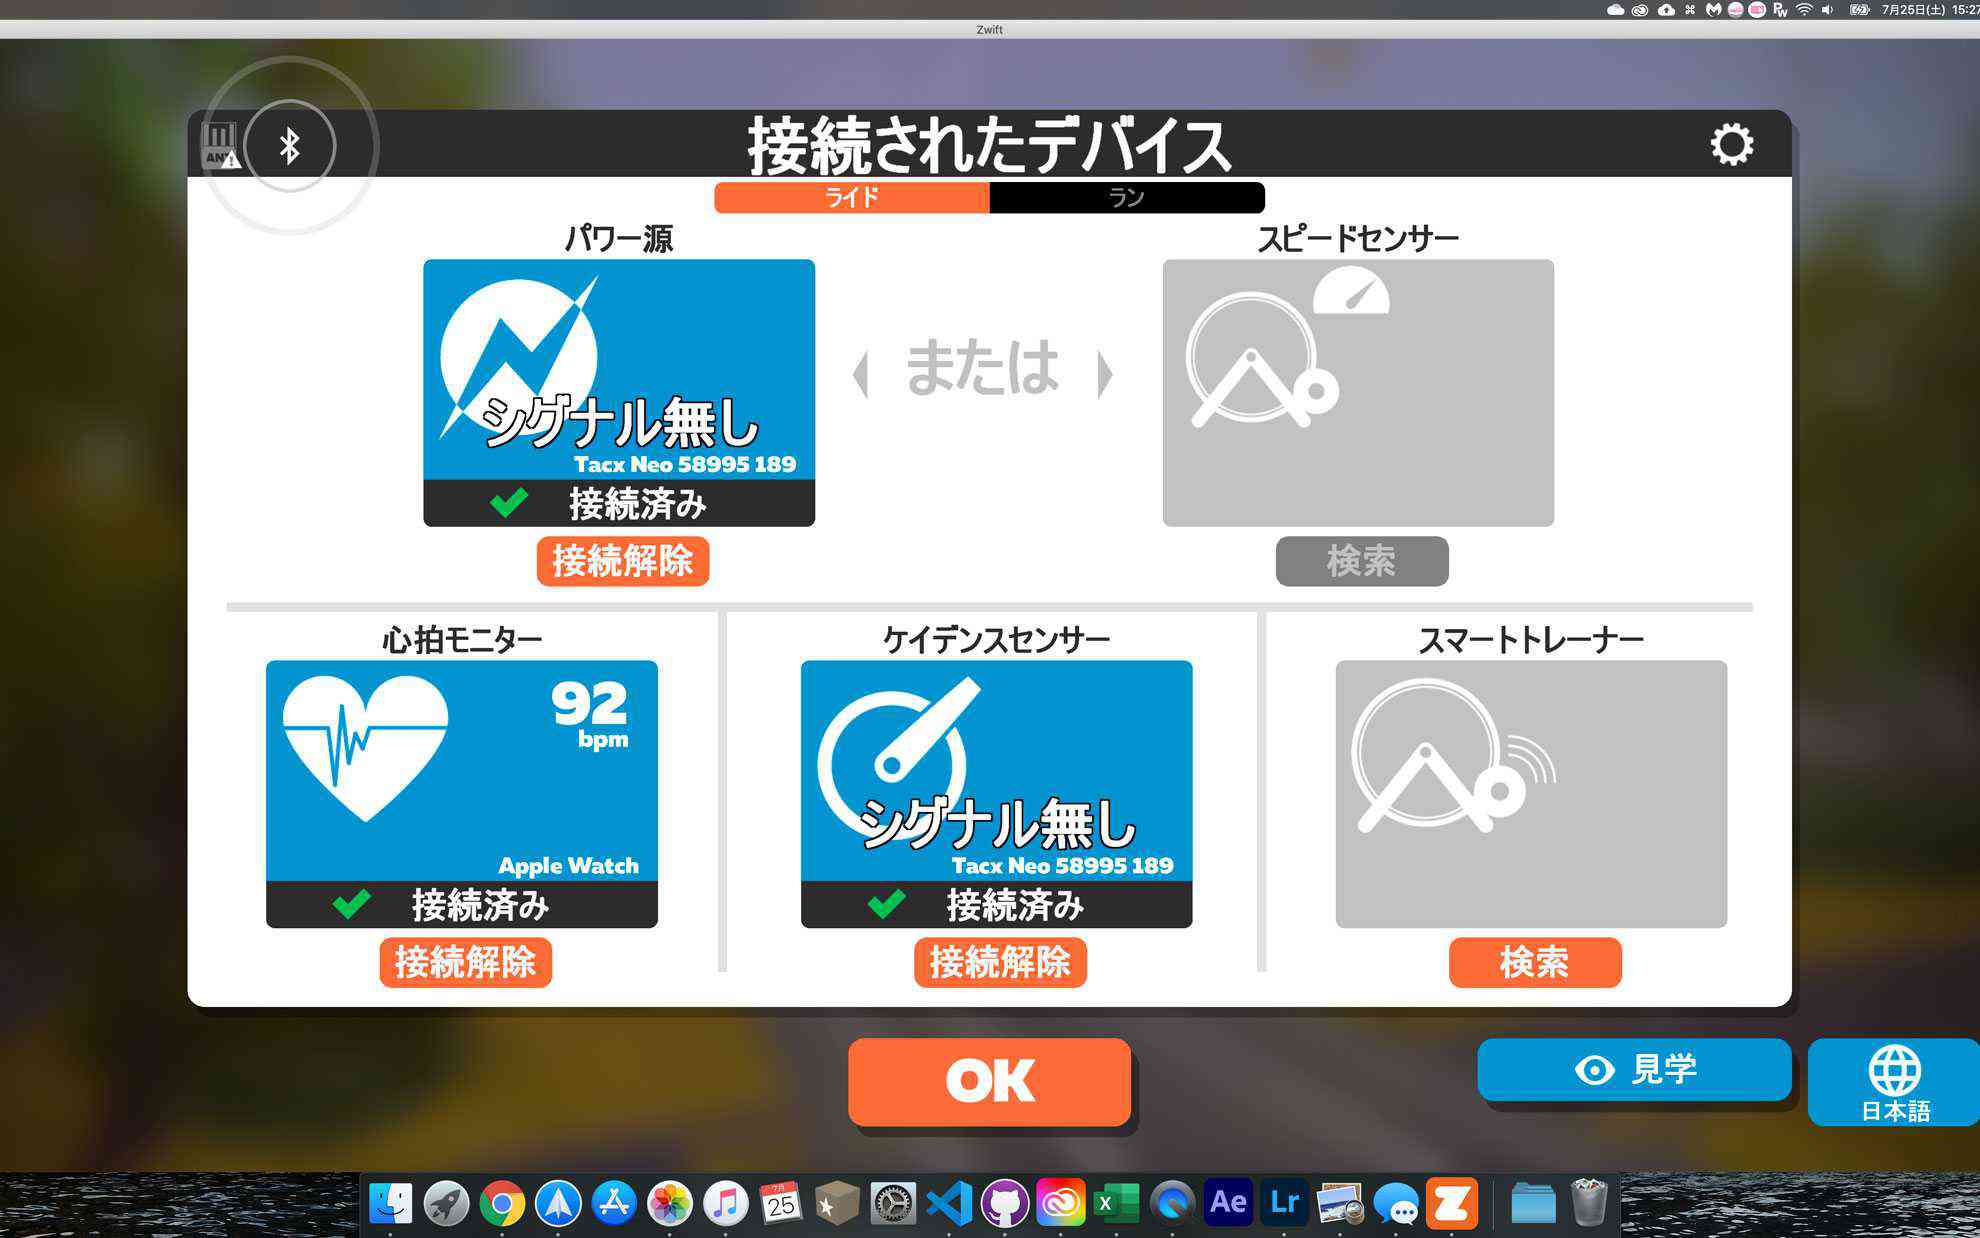 7月25日(土) 15:27
Zwift
ANT
接続されたデバイス
ライド
ラン
パワー源
スピードセンサー
シグナル無し
Tacx Neo 58995 189
接続済み
接続解除
または
検索
心拍モニター
ケイデンスセンサー
スマートトレーナー
92
bpm
Apple Watch
接続済み
接続解除
シグナル無し
Tacx Neo 58995 189
接続済み
接続解除
検索
OK
見学
日本語
7月
25
Ae
Lr